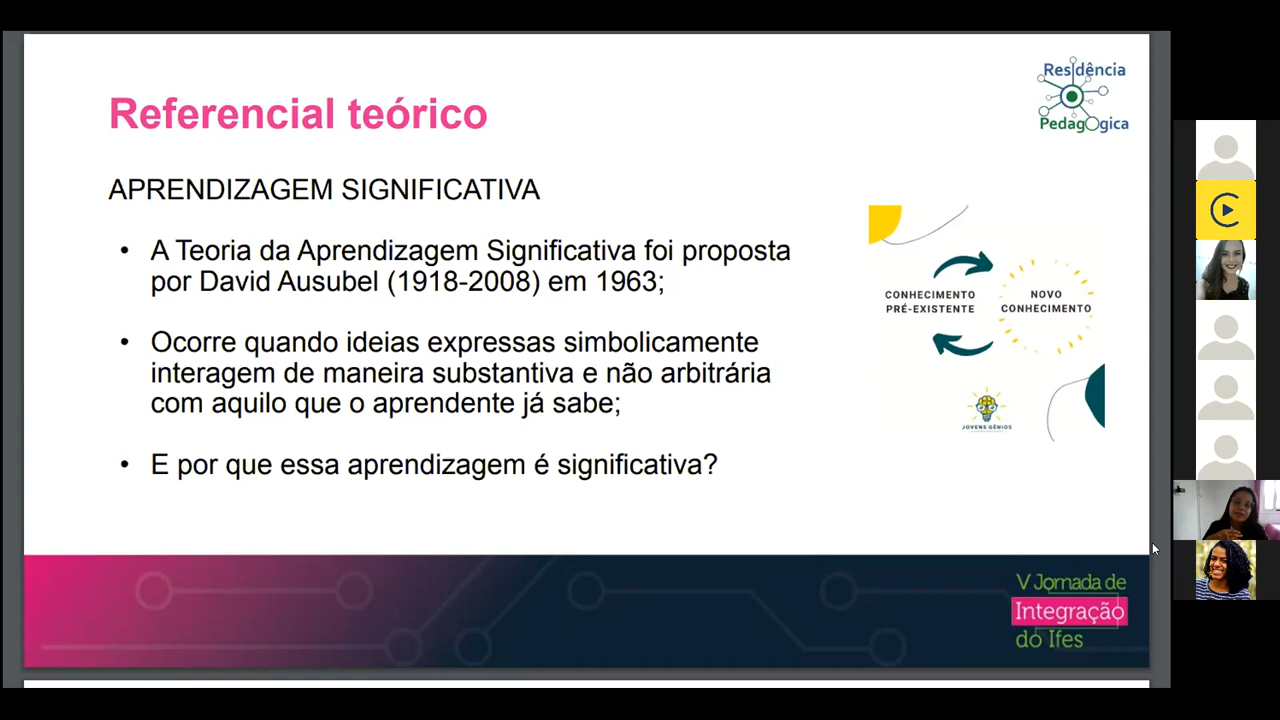 Residência
PedagOgica
Referencial teórico
APRENDIZAGEM SIGNIFICATIVA
• A Teoria da Aprendizagem Significativa foi proposta
por David Ausubel (1918-2008) em 1963;
• Ocorre quando ideias expressas simbolicamente
interagem de maneira substantiva e não arbitrária
com aquilo que o aprendente já sabe;
• E por que essa aprendizagem é significativa?
CONHECIMENTO
PRÉ-EXISTENTE
NOVO
CONHECIMENTO
JOVENS GÊNIOS
V Jornada de
Integração
do Ifes